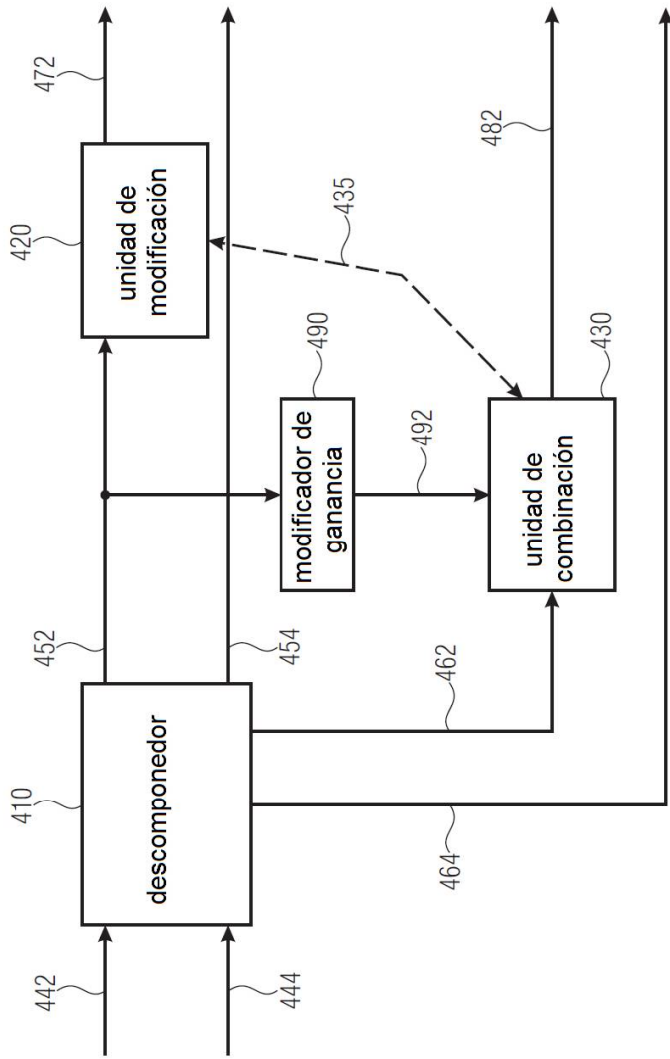 442
444
410
descomponedor
452
454
462
464
420
unidad de
modificación
472
435
modificador de
ganancia
490
492
unidad de
combinación
430
482